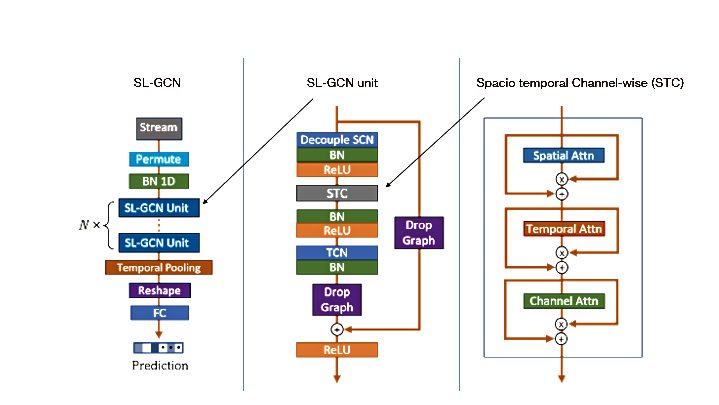 SL-GCN
Stream
Permute
BN 1D
SL-GCN Unit
N ×
SL-GCN Unit
Temporal Pooling
Reshape
FC
Prediction
SL-GCN unit
Decouple SCN
BN
ReLU
STC
BN
ReLU
TCN
BN
Drop
Graph
Drop
Graph
+
ReLU
Spacio temporal Channel-wise (STC)
Spatial Attn
x
+
Temporal Attn
x
+
Channel Attn
x
+